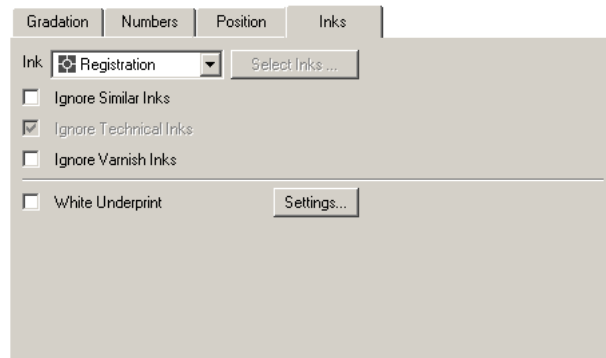 Gradation Numbers Position Inks
Ink Registration Select Inks ...
Ignore Similar Inks
Ignore Technical Inks
Ignore Varnish Inks
White Underprint Settings...